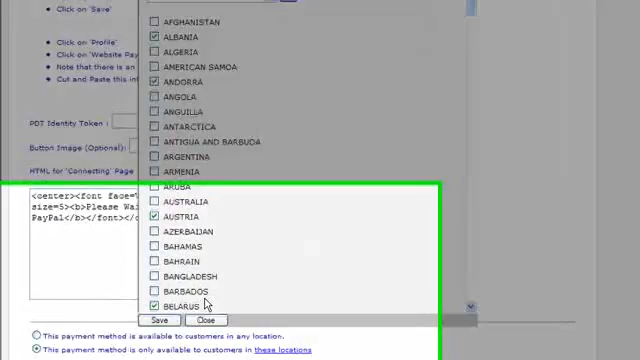 Click on 'Save'
Click on 'Profile'
Click on 'Website Pay
Note that there is an
Cut and Paste this in
PDT Identity Token :
Button Image (Optional):
HTML for 'Connecting' Page
<center><font face=
size=5><b>Please Wai
PayPal</b></font></c
AFGHANISTAN
ALBANIA
ALGERIA
AMERICAN SAMOA
ANDORRA
ANGOLA
ANGUILLA
ANTARCTICA
ANTIGUA AND BARBUDA
ARGENTINA
ARMENIA
ARUBA
AUSTRALIA
AUSTRIA
AZERBAIJAN
BAHAMAS
BAHRAIN
BANGLADESH
BARBADOS
BELARUS
Save Close
This payment method is available to customers in any location.
This payment method is only available to customers in these locations